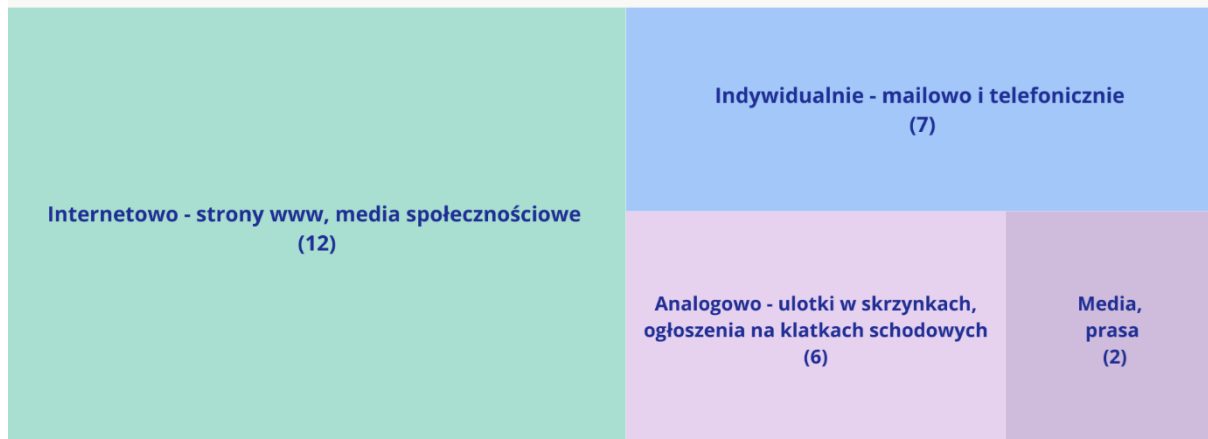 Internetowo - strony www, media społecznościowe
(12)
Indywidualnie - mailowo i telefonicznie
(7)
Analogowo - ulotki w skrzynkach,
ogłoszenia na klatkach schodowych
(6)
Media,
prasa
(2)